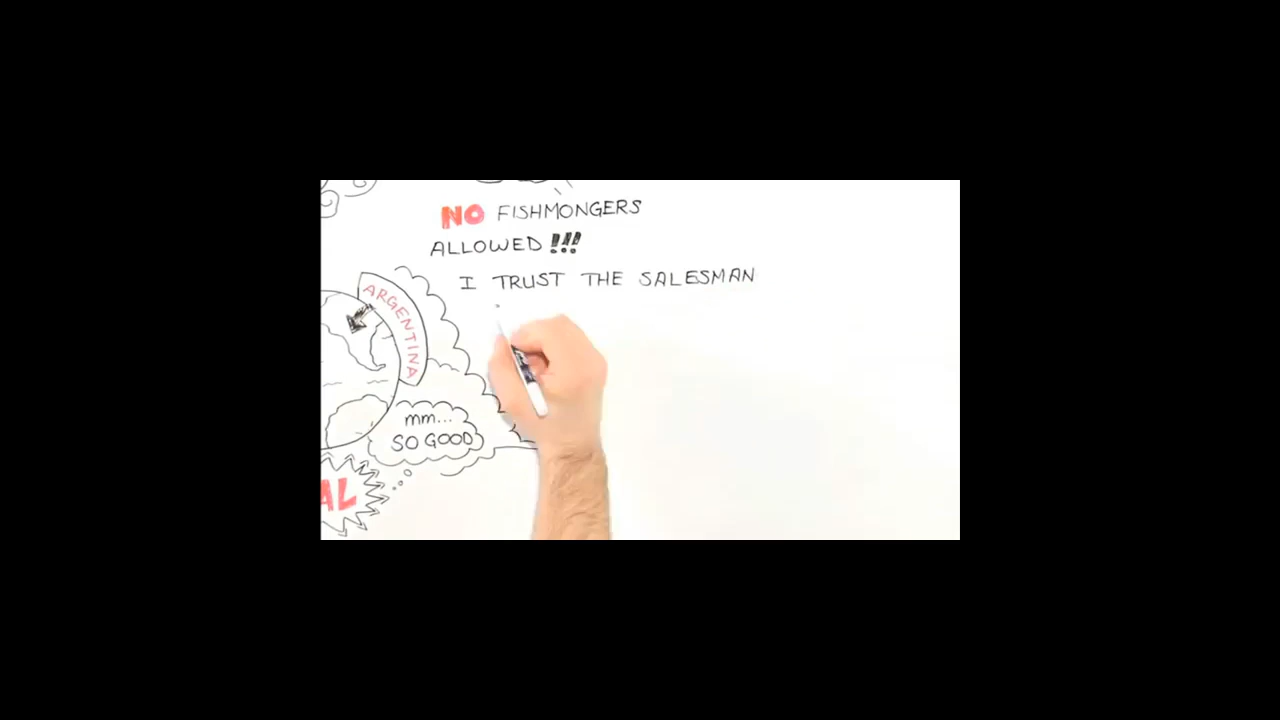 NO FISHMONGERS
ALLOWED!!!
I TRUST THE SALESMAN
ARGENTINA
mm...
SO GOOD
AL